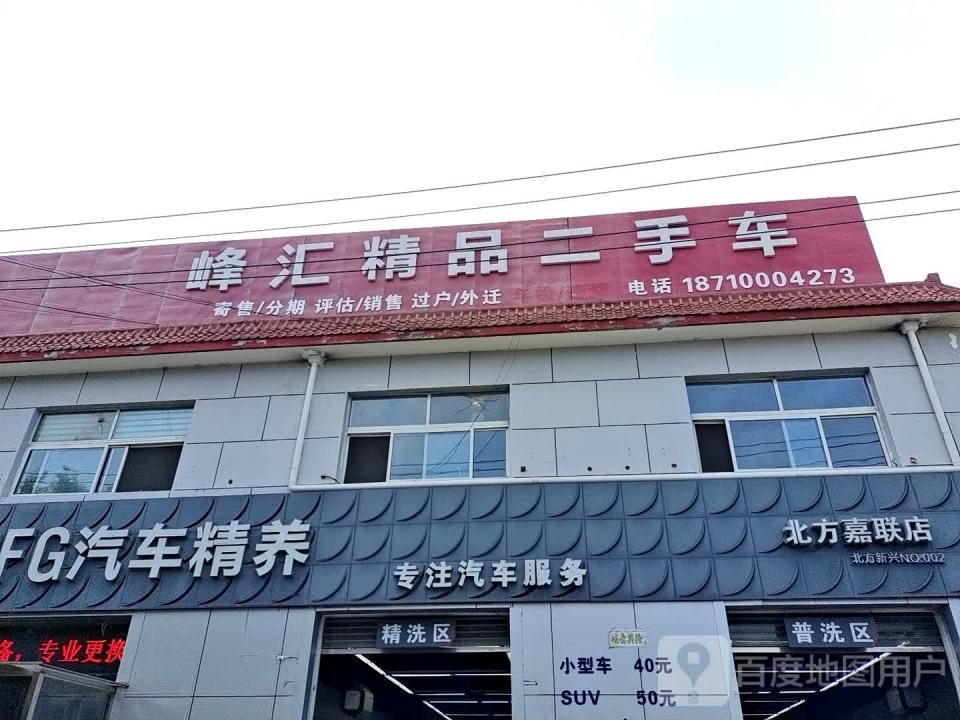 峰汇精品二手车
寄售/分期 评估/销售 过户/外迁
电话 18710004273
FG汽车精养
专注汽车服务
北方嘉联店
北方新兴NO:002
精洗区
普洗区
小型车 40元
SUV 50元
备，专业更换
百度地图用户